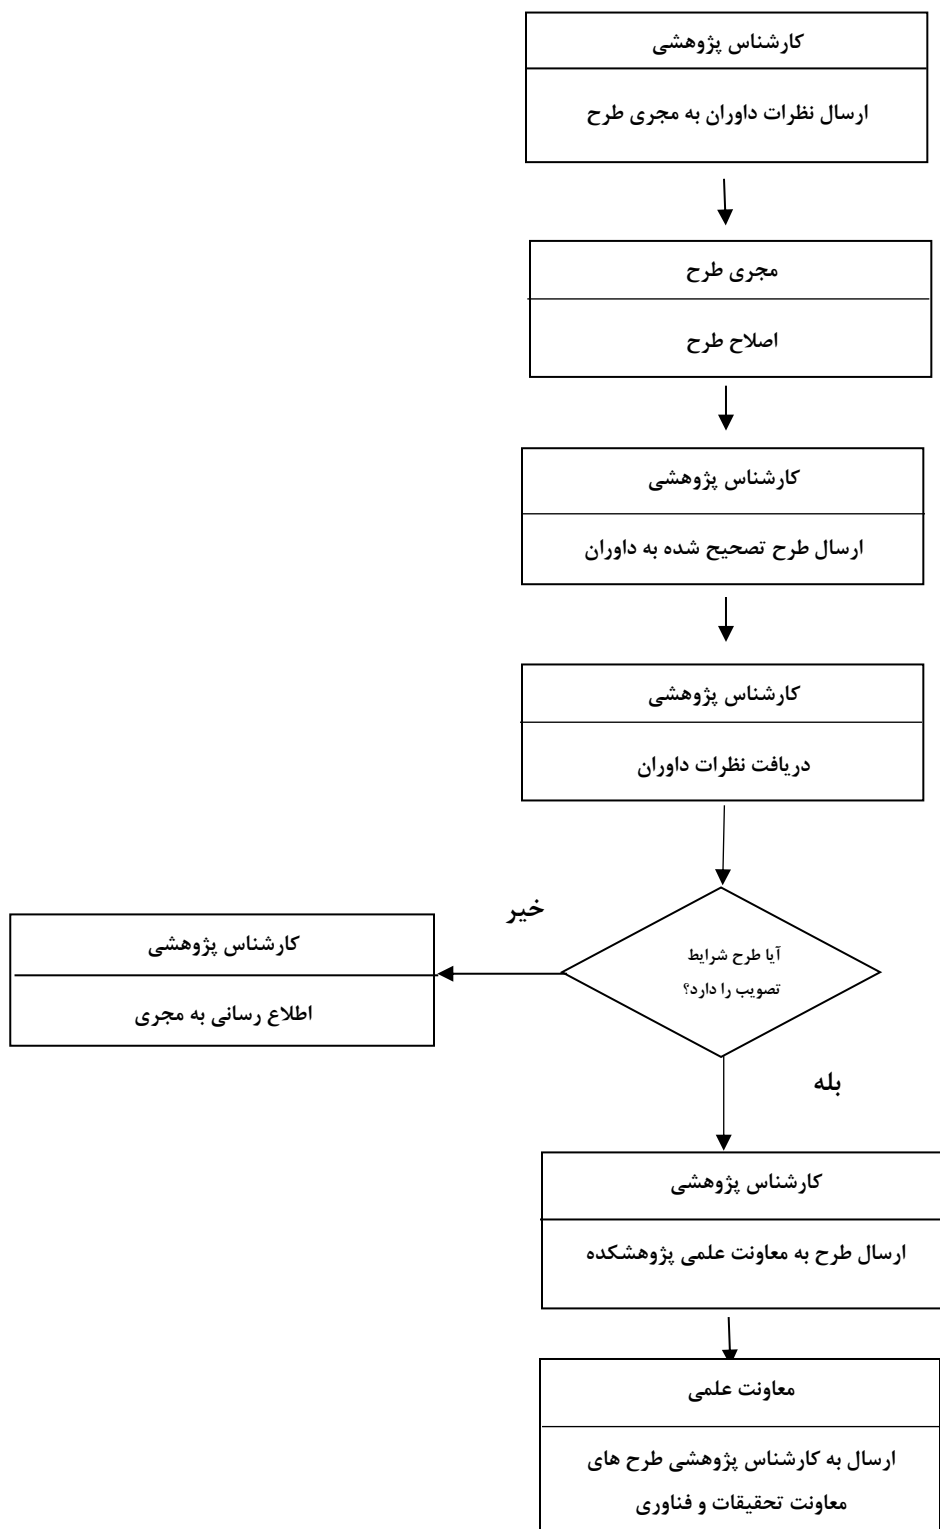 کارشناس پژوهشی
ارسال نظرات داوران به مجری طرح
مجری طرح
اصلاح طرح
کارشناس پژوهشی
ارسال طرح تصحیح شده به داوران
کارشناس پژوهشی
دریافت نظرات داوران
آیا طرح شرایط
تصویب را دارد؟
خیر
کارشناس پژوهشی
اطلاع رسانی به مجری
بله
کارشناس پژوهشی
ارسال طرح به معاونت علمی پژوهشکده
معاونت علمی
ارسال به کارشناس پژوهشی طرح های
معاونت تحقیقات و فناوری